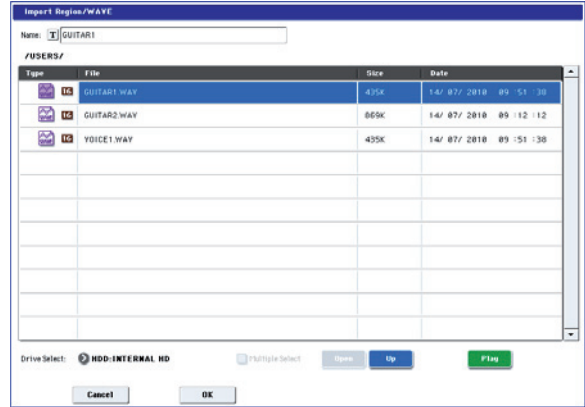 Import Region/WAVE
Name: T GUITAR1
/USERS/
Type File Size Date
16 GUITAR1.WAV 435K 14/ 07/ 2010 09 :51 :38
16 GUITAR2.WAV 869K 14/ 07/ 2010 09 :12 :12
16 VOICE1.WAV 435K 14/ 07/ 2010 09 :51 :38
Drive Select: HDD:INTERNAL HD Multiple Select Open Up Play
Cancel OK